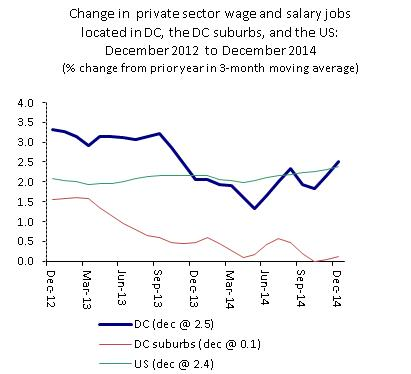 Change in private sector wage and salary jobs
located in DC, the DC suburbs, and the US:
December 2012 to December 2014
(% change from prior year in 3-month moving average)
4.0
3.5
3.0
2.5
2.0
1.5
1.0
0.5
0.0
Dec-12
Mar-13
Jun-13
Sep-13
Dec-13
Mar-14
Jun-14
Sep-14
Dec-14
DC (dec @ 2.5)
DC suburbs (dec @ 0.1)
US (dec @ 2.4)